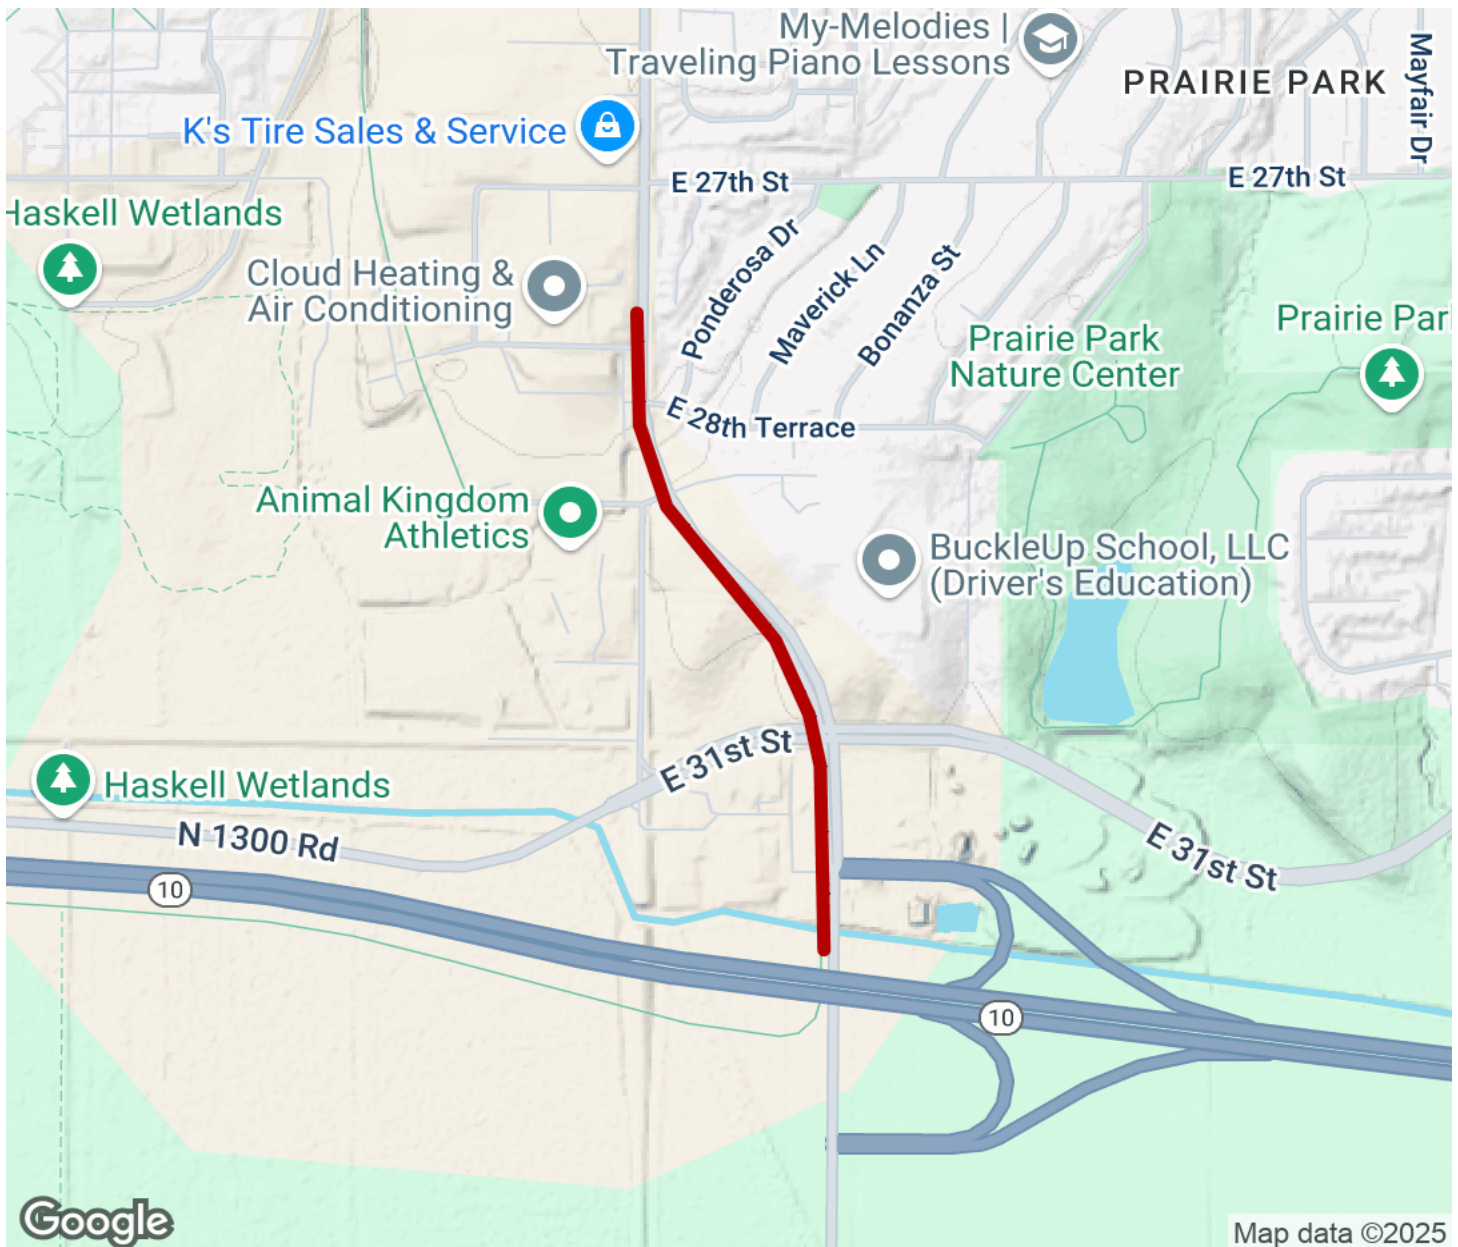 My-Melodies |
Traveling Piano Lessons
PRAIRIE PARK
Mayfair Dr
K's Tire Sales & Service
E 27th St
E 27th St
Haskell Wetlands
Ponderosa Dr
Maverick Ln
Bonanza St
Cloud Heating &
Air Conditioning
Prairie Park
Nature Center
Prairie Par
E 28th Terrace
Animal Kingdom
Athletics
BuckleUp School, LLC
(Driver's Education)
E 31st St
Haskell Wetlands
N 1300 Rd
E 31st St
10
10
Google
Map data ©2025